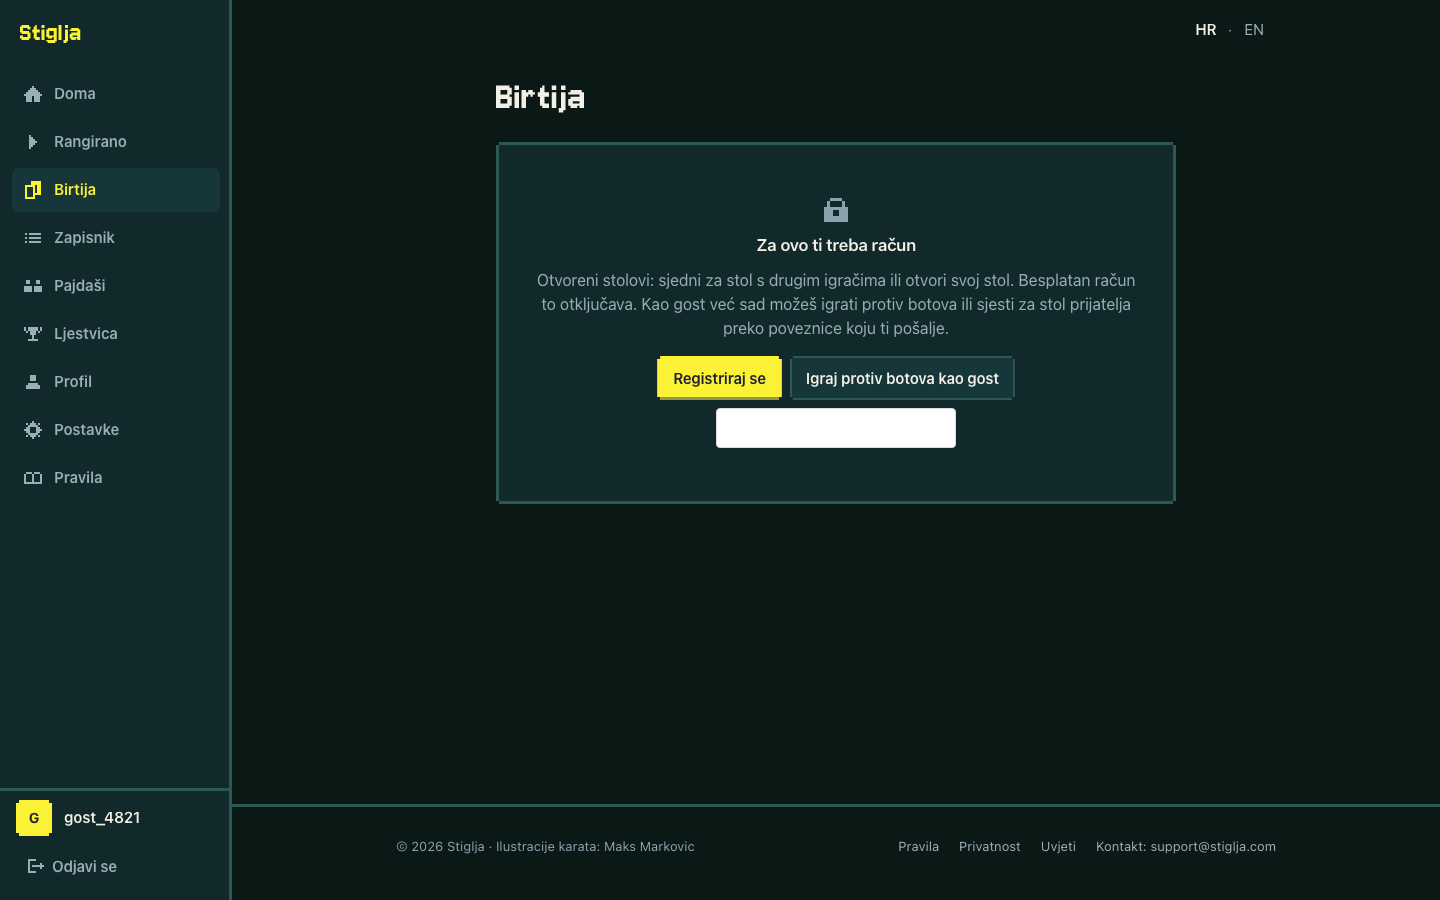 Stiglja
Doma
Rangirano
Birtija
Zapisnik
Pajdaši
Ljestvica
Profil
Postavke
Pravila
G
gost_4821
Odjavi se
HR · EN
Birtija
Za ovo ti treba račun
Otvoreni stolovi: sjedni za stol s drugim igračima ili otvori svoj stol. Besplatan račun
to otključava. Kao gost već sad možeš igrati protiv botova ili sjesti za stol prijatelja
preko poveznice koju ti pošalje.
Registriraj se
Igraj protiv botova kao gost
© 2026 Stiglja · Ilustracije karata: Maks Markovic
Pravila
Privatnost
Uvjeti
Kontakt: support@stiglja.com